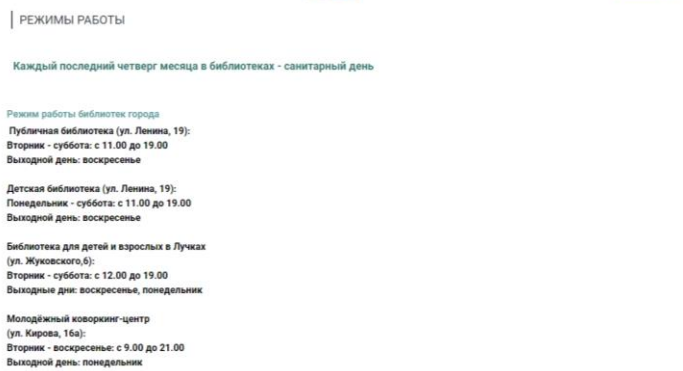 РЕЖИМЫ РАБОТЫ
Каждый последний четверг месяца в библиотеках - санитарный день
Режим работы библиотек города
Публичная библиотека (ул. Ленина, 19):
Вторник - суббота: с 11.00 до 19.00
Выходной день: воскресенье
Детская библиотека (ул. Ленина, 19):
Понедельник - суббота: с 11.00 до 19.00
Выходной день: воскресенье
Библиотека для детей и взрослых в Лучках
(ул. Жуковского,6):
Вторник - суббота: с 12.00 до 19.00
Выходные дни: воскресенье, понедельник
Молодёжный коворкинг-центр
(ул. Кирова, 16а):
Вторник - воскресенье: с 9.00 до 21.00
Выходной день: понедельник